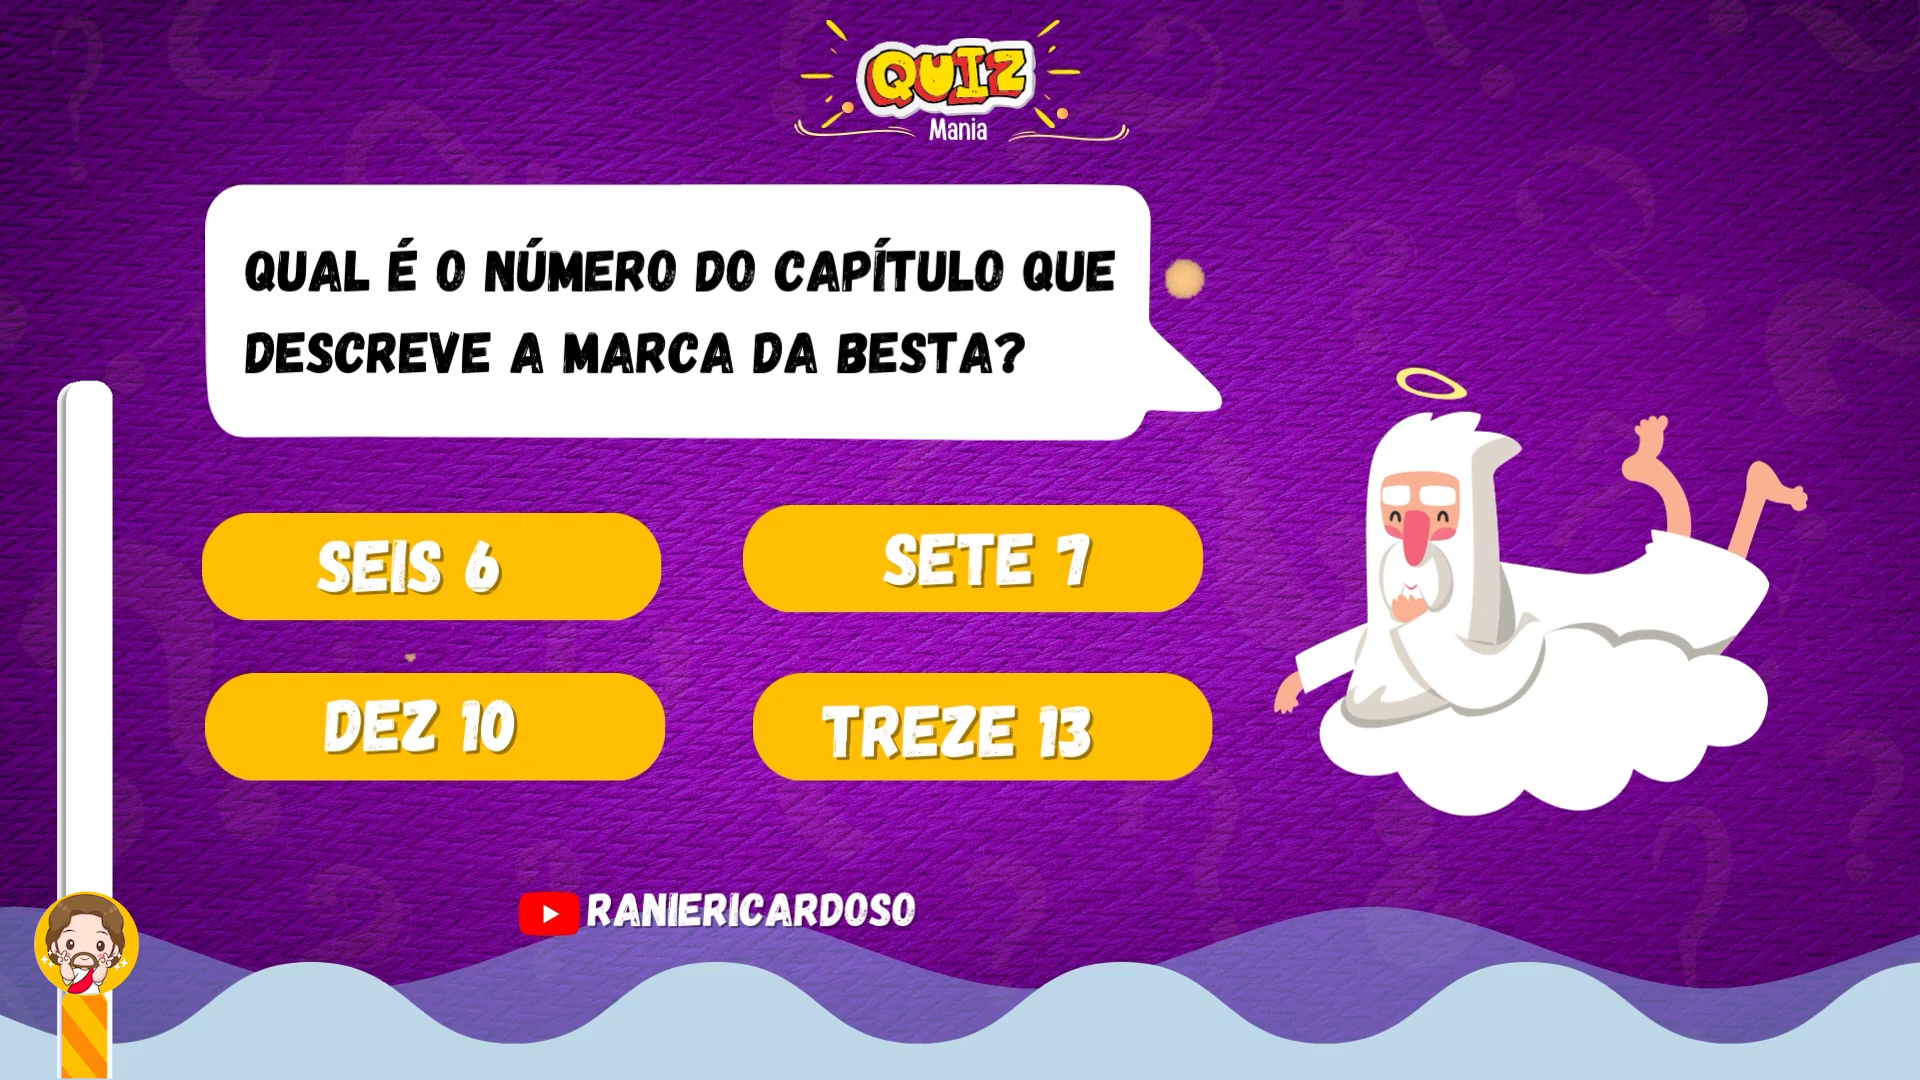 QUIZ
Mania
QUAL É O NÚMERO DO CAPÍTULO QUE
DESCREVE A MARCA DA BESTA?
SEIS 6
SETE 7
DEZ 10
TREZE 13
RANIERICARDOSO